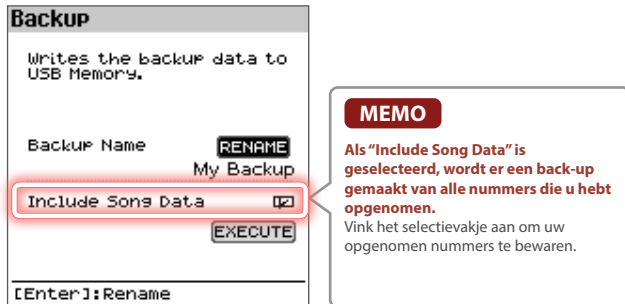 Backup
Writes the backup data to
USB Memory.
Backup Name RENAME
My Backup
Include Song Data
EXECUTE
[Enter]:Rename
MEMO
Als “Include Song Data” is
geselecteerd, wordt er een back-up
gemaakt van alle nummers die u hebt
opgenomen.
Vink het selectievakje aan om uw
opgenomen nummers te bewaren.